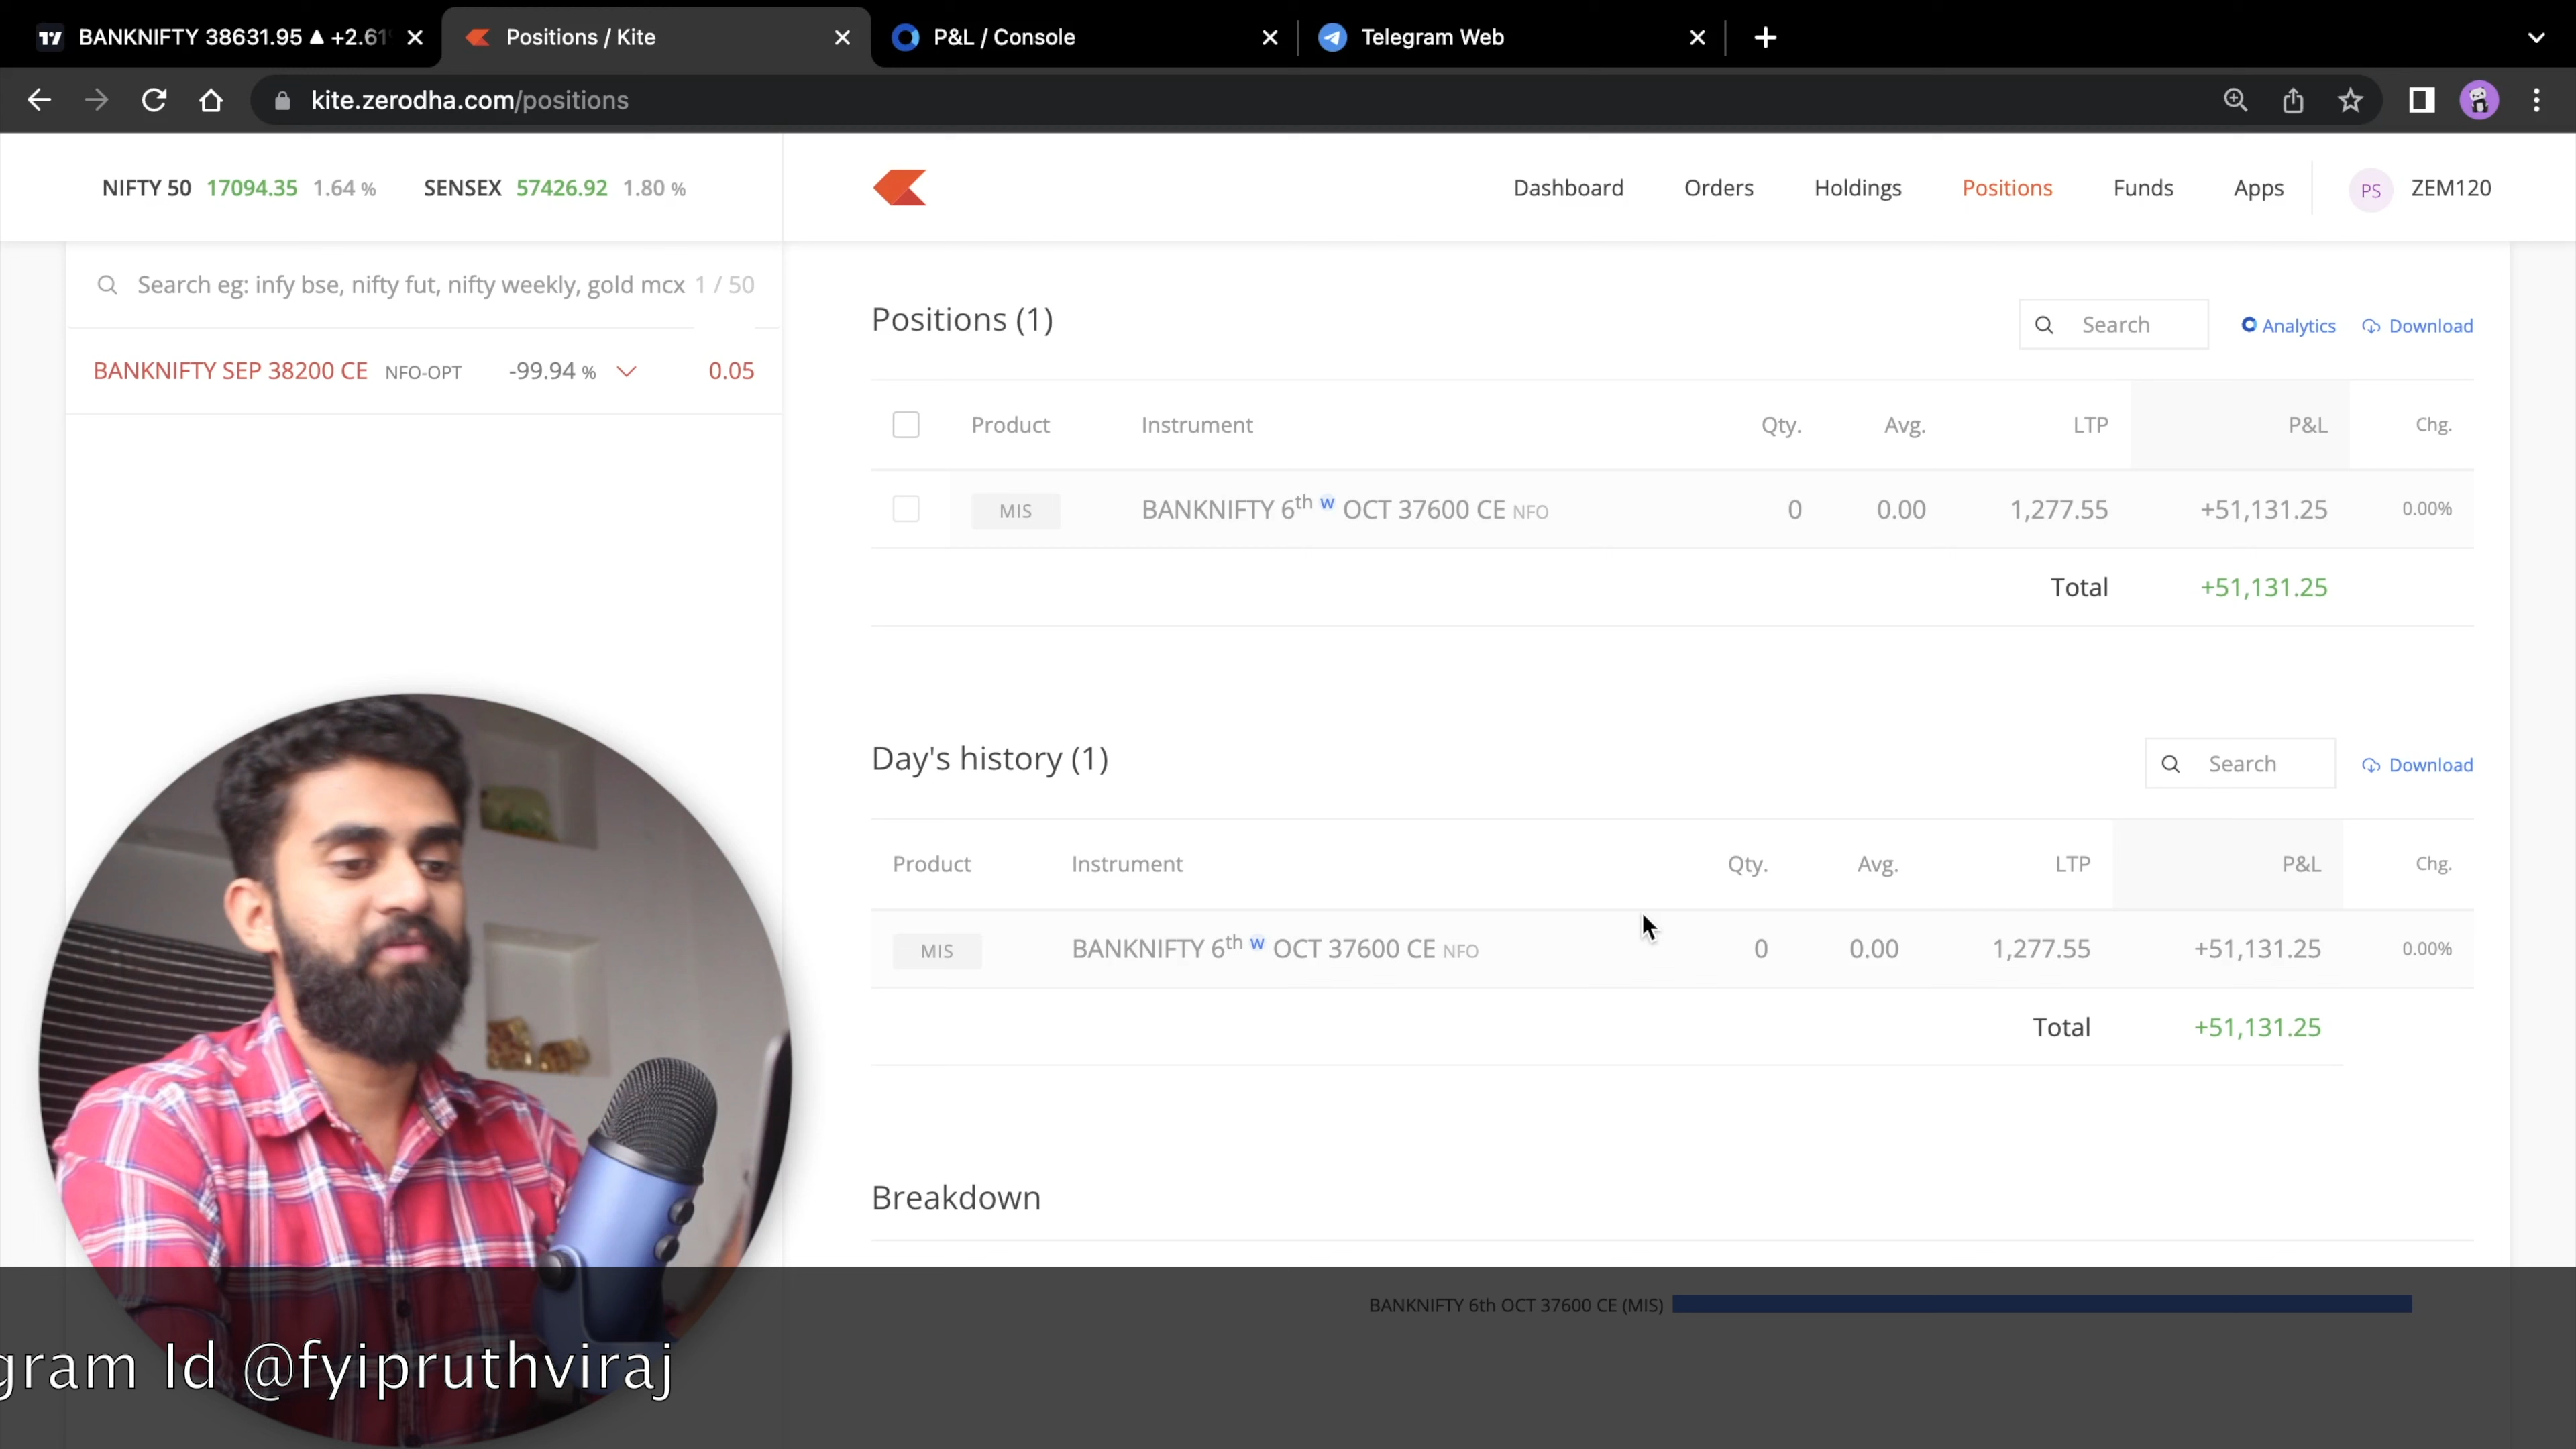 BANKNIFTY 38631.95 ▲ +2.61%
Positions / Kite
P&L / Console
Telegram Web
kite.zerodha.com/positions
NIFTY 50 17094.35 1.64 %
SENSEX 57426.92 1.80 %
Dashboard
Orders
Holdings
Positions
Funds
Apps
PS
ZEM120
Search eg: infy bse, nifty fut, nifty weekly, gold mcx 1 / 50
BANKNIFTY SEP 38200 CE NFO-OPT -99.94 % 0.05
Positions (1)
Search
Analytics
Download
Product Instrument Qty. Avg. LTP P&L Chg.
MIS BANKNIFTY 6th w OCT 37600 CE NFO 0 0.00 1,277.55 +51,131.25 0.00%
Total +51,131.25
Day's history (1)
Search
Download
Product Instrument Qty. Avg. LTP P&L Chg.
MIS BANKNIFTY 6th w OCT 37600 CE NFO 0 0.00 1,277.55 +51,131.25 0.00%
Total +51,131.25
Breakdown
BANKNIFTY 6th OCT 37600 CE (MIS)
gram Id @fyipruthviraj